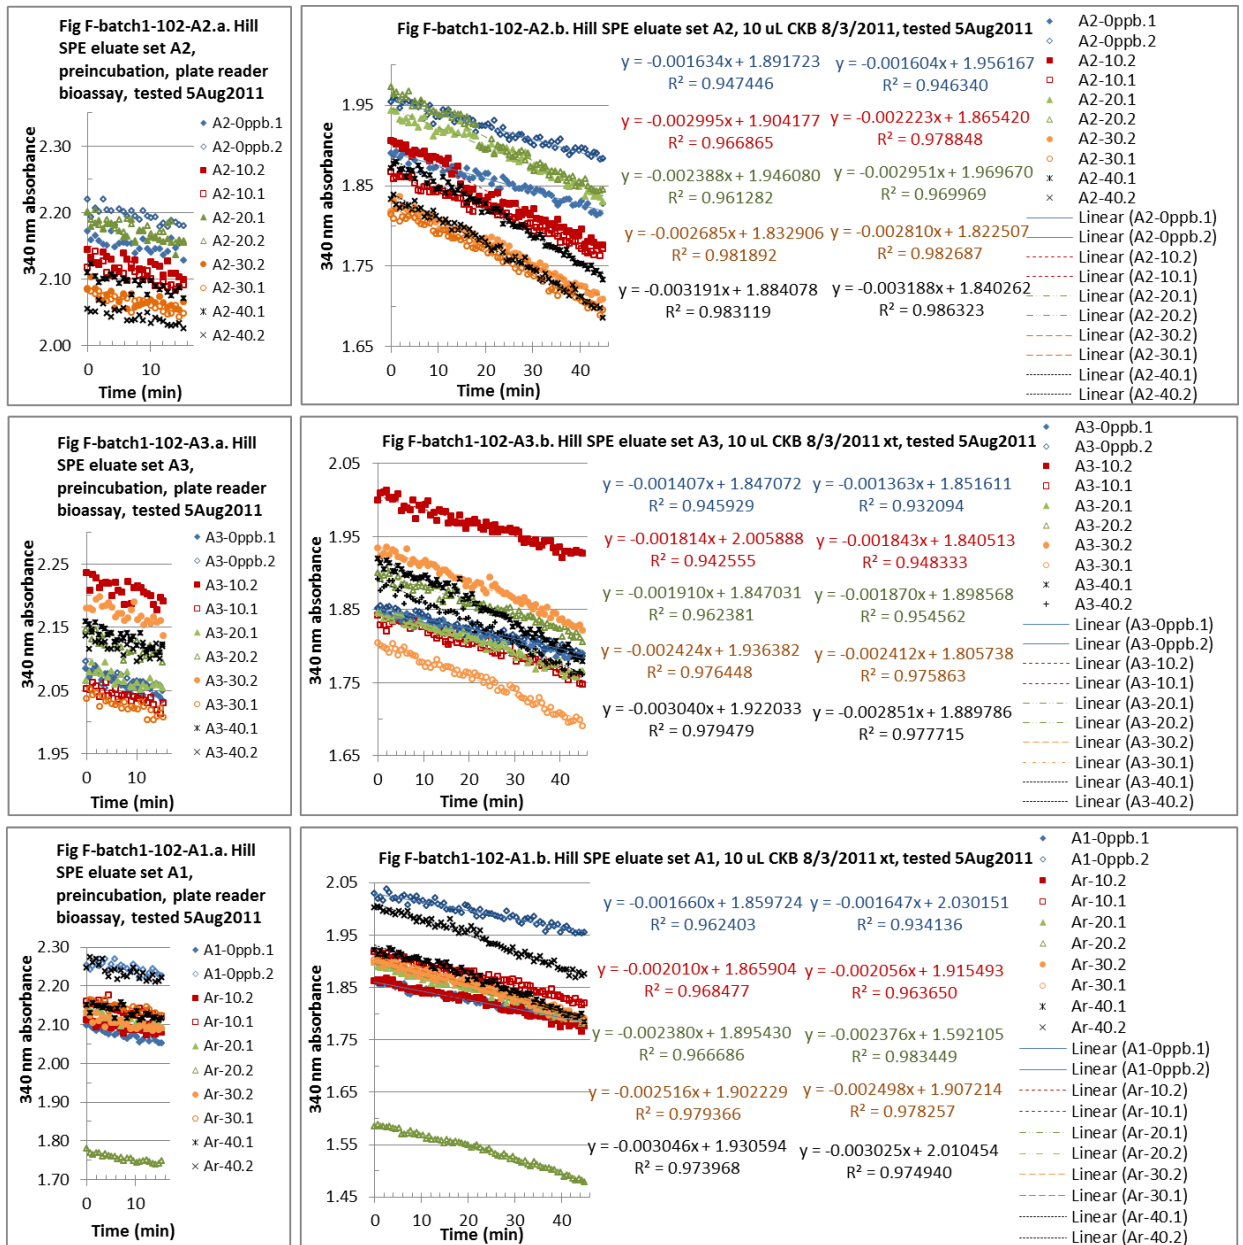 Fig F-batch1-102-A2.a. Hill
SPE eluate set A2,
preincubation, plate reader
bioassay, tested 5Aug2011
340 nm absorbance
2.30
2.20
2.10
2.00
0
10
Time (min)
A2-0ppb.1
A2-0ppb.2
A2-10.2
A2-10.1
A2-20.1
A2-20.2
A2-30.2
A2-30.1
A2-40.1
A2-40.2
Fig F-batch1-102-A2.b. Hill SPE eluate set A2, 10 uL CKB 8/3/2011, tested 5Aug2011
340 nm absorbance
1.95
1.85
1.75
1.65
0
10
20
30
40
Time (min)
y = -0.001634x + 1.891723
R² = 0.947446
y = -0.001604x + 1.956167
R² = 0.946340
y = -0.002995x + 1.904177
R² = 0.966865
y = -0.002223x + 1.865420
R² = 0.978848
y = -0.002388x + 1.946080
R² = 0.961282
y = -0.002951x + 1.969670
R² = 0.969969
y = -0.002685x + 1.832906
R² = 0.981892
y = -0.002810x + 1.822507
R² = 0.982687
y = -0.003191x + 1.884078
R² = 0.983119
y = -0.003188x + 1.840262
R² = 0.986323
A2-0ppb.1
A2-0ppb.2
A2-10.2
A2-10.1
A2-20.1
A2-20.2
A2-30.2
A2-30.1
A2-40.1
A2-40.2
Linear (A2-0ppb.1)
Linear (A2-0ppb.2)
Linear (A2-10.2)
Linear (A2-10.1)
Linear (A2-20.1)
Linear (A2-20.2)
Linear (A2-30.2)
Linear (A2-30.1)
Linear (A2-40.1)
Linear (A2-40.2)
Fig F-batch1-102-A3.a. Hill
SPE eluate set A3,
preincubation, plate reader
bioassay, tested 5Aug2011
340 nm absorbance
2.25
2.15
2.05
1.95
0
10
Time (min)
A3-0ppb.1
A3-0ppb.2
A3-10.2
A3-10.1
A3-20.1
A3-20.2
A3-30.2
A3-30.1
A3-40.1
A3-40.2
Fig F-batch1-102-A3.b. Hill SPE eluate set A3, 10 uL CKB 8/3/2011 xt, tested 5Aug2011
340 nm absorbance
2.05
1.95
1.85
1.75
1.65
0
10
20
30
40
Time (min)
y = -0.001407x + 1.847072
R² = 0.945929
y = -0.001363x + 1.851611
R² = 0.932094
y = -0.001814x + 2.005888
R² = 0.942555
y = -0.001843x + 1.840513
R² = 0.948333
y = -0.001910x + 1.847031
R² = 0.962381
y = -0.001870x + 1.898568
R² = 0.954562
y = -0.002424x + 1.936382
R² = 0.976448
y = -0.002412x + 1.805738
R² = 0.975863
y = -0.003040x + 1.922033
R² = 0.979479
y = -0.002851x + 1.889786
R² = 0.977715
A3-0ppb.1
A3-0ppb.2
A3-10.2
A3-10.1
A3-20.1
A3-20.2
A3-30.2
A3-30.1
A3-40.1
A3-40.2
Linear (A3-0ppb.1)
Linear (A3-0ppb.2)
Linear (A3-10.2)
Linear (A3-10.1)
Linear (A3-20.1)
Linear (A3-20.2)
Linear (A3-30.2)
Linear (A3-30.1)
Linear (A3-40.1)
Linear (A3-40.2)
Fig F-batch1-102-A1.a. Hill
SPE eluate set A1,
preincubation, plate reader
bioassay, tested 5Aug2011
340 nm absorbance
2.30
2.20
2.10
2.00
1.90
1.80
1.70
0
10
Time (min)
A1-0ppb.1
A1-0ppb.2
Ar-10.2
Ar-10.1
Ar-20.1
Ar-20.2
Ar-30.2
Ar-30.1
Ar-40.1
Ar-40.2
Fig F-batch1-102-A1.b. Hill SPE eluate set A1, 10 uL CKB 8/3/2011 xt, tested 5Aug2011
340 nm absorbance
2.05
1.95
1.85
1.75
1.65
1.55
1.45
0
10
20
30
40
Time (min)
y = -0.001660x + 1.859724
R² = 0.962403
y = -0.001647x + 2.030151
R² = 0.934136
y = -0.002010x + 1.865904
R² = 0.968477
y = -0.002056x + 1.915493
R² = 0.963650
y = -0.002380x + 1.895430
R² = 0.966686
y = -0.002376x + 1.592105
R² = 0.983449
y = -0.002516x + 1.902229
R² = 0.979366
y = -0.002498x + 1.907214
R² = 0.978257
y = -0.003046x + 1.930594
R² = 0.973968
y = -0.003025x + 2.010454
R² = 0.974940
A1-0ppb.1
A1-0ppb.2
Ar-10.2
Ar-10.1
Ar-20.1
Ar-20.2
Ar-30.2
Ar-30.1
Ar-40.1
Ar-40.2
Linear (A1-0ppb.1)
Linear (A1-0ppb.2)
Linear (Ar-10.2)
Linear (Ar-10.1)
Linear (Ar-20.1)
Linear (Ar-20.2)
Linear (Ar-30.2)
Linear (Ar-30.1)
Linear (Ar-40.1)
Linear (Ar-40.2)